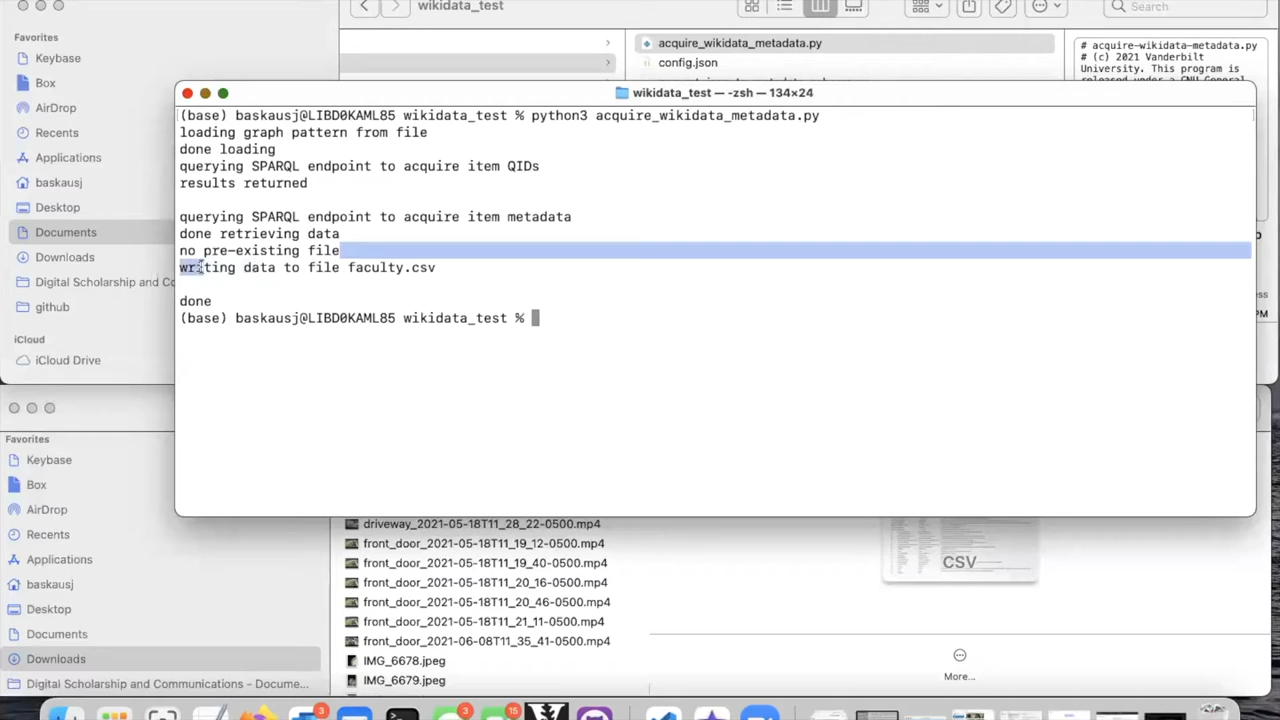 wikidata_test
Search
Favorites
Keybase
Box
AirDrop
Recents
Applications
baskausj
Desktop
Documents
Downloads
Digital Scholarship and Co
github
iCloud
iCloud Drive
acquire_wikidata_metadata.py
config.json
# acquire-wikidata-metadata.py
# (c) 2021 Vanderbilt
University. This program is
wikidata_test — -zsh — 134×24
(base) baskausj@LIBD0KAML85 wikidata_test % python3 acquire_wikidata_metadata.py
loading graph pattern from file
done loading
querying SPARQL endpoint to acquire item QIDs
results returned
querying SPARQL endpoint to acquire item metadata
done retrieving data
no pre-existing file
writing data to file faculty.csv
done
(base) baskausj@LIBD0KAML85 wikidata_test %
Favorites
Keybase
Box
AirDrop
Recents
Applications
baskausj
Desktop
Documents
Downloads
Digital Scholarship and Communications – Docume...
driveway_2021-05-18T11_28_22-0500.mp4
front_door_2021-05-18T11_19_12-0500.mp4
front_door_2021-05-18T11_19_40-0500.mp4
front_door_2021-05-18T11_20_16-0500.mp4
front_door_2021-05-18T11_20_46-0500.mp4
front_door_2021-05-18T11_21_11-0500.mp4
front_door_2021-06-08T11_35_41-0500.mp4
IMG_6678.jpeg
IMG_6679.jpeg
CSV
More...
3
3
15